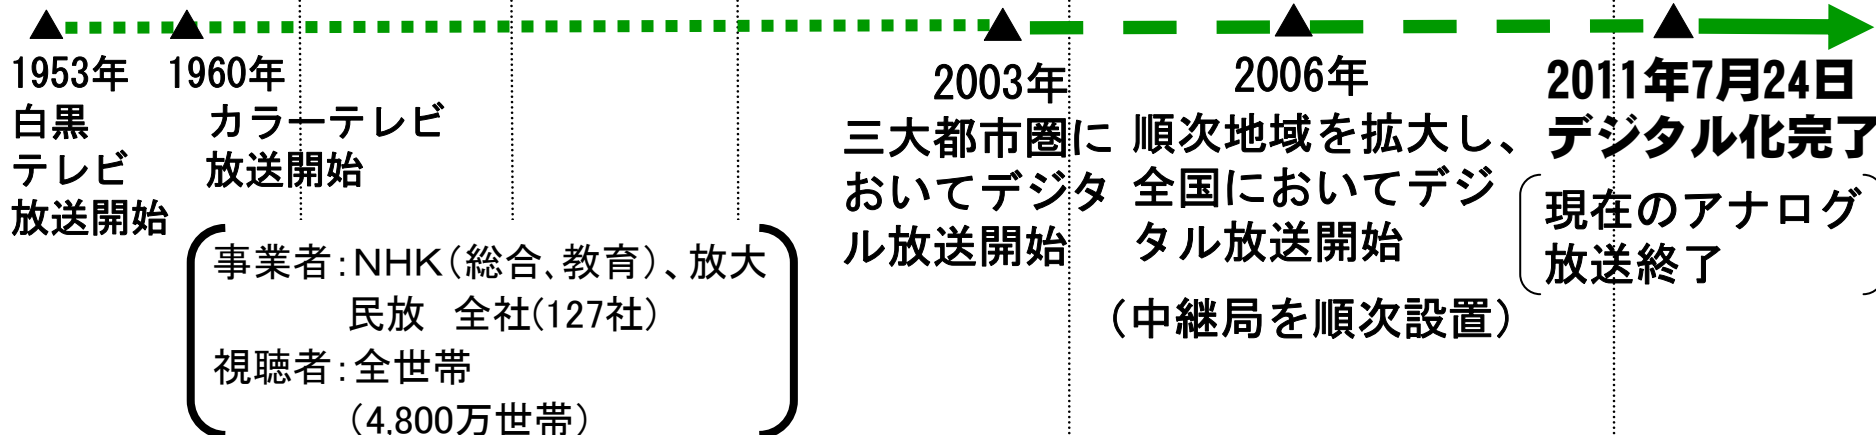 1953年
白黒
テレビ
放送開始
1960年
カラーテレビ
放送開始
事業者:NHK(総合、教育)、放大
民放 全社(127社)
視聴者:全世帯
(4,800万世帯)
2003年
三大都市圏に
おいてデジタ
ル放送開始
2006年
順次地域を拡大し、
全国においてデジ
タル放送開始
(中継局を順次設置)
2011年7月24日
デジタル化完了
現在のアナログ
放送終了